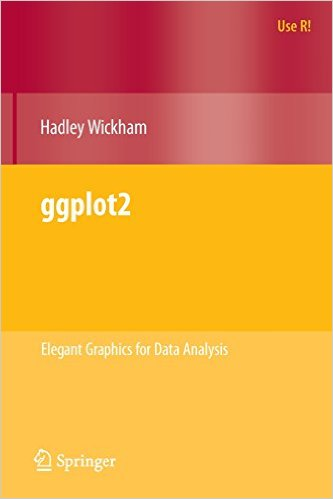 Use R!
Hadley Wickham
ggplot2
Elegant Graphics for Data Analysis
Springer